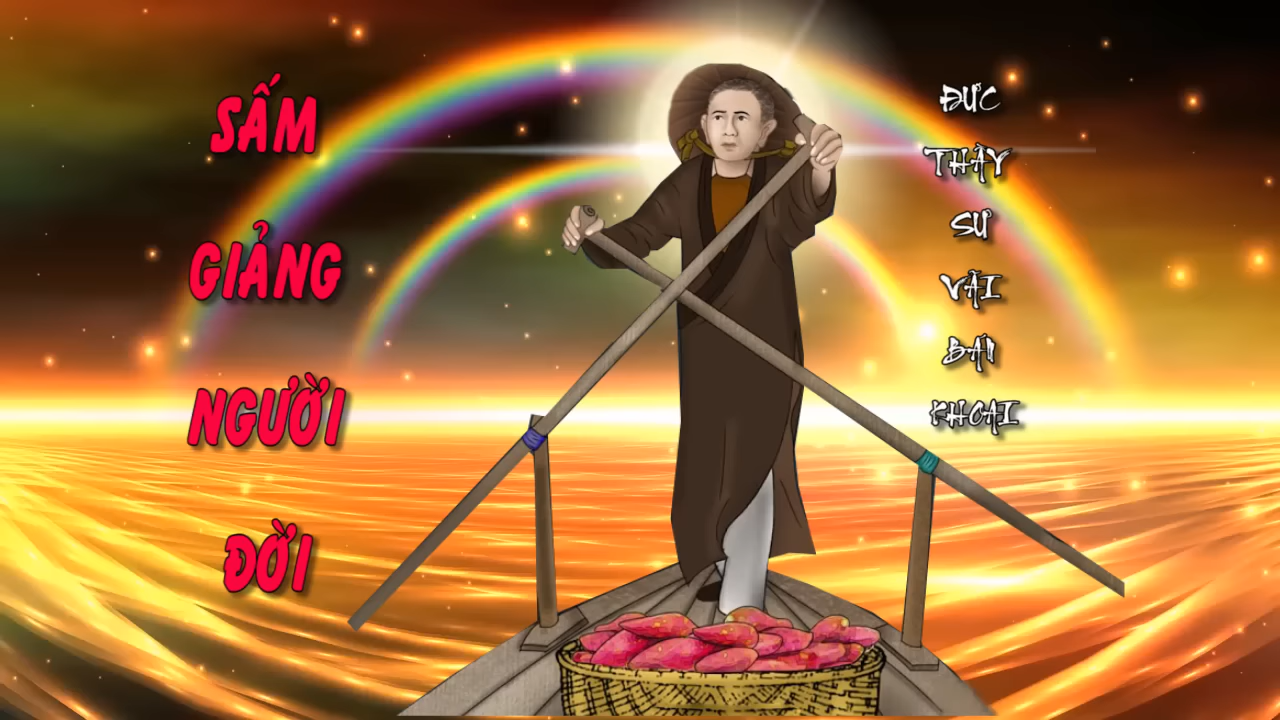 SẤM
GIẢNG
NGƯỜI
ĐỜI
ĐỨC
THẦY
SƯ
VÃI
BÁN
KHOAI